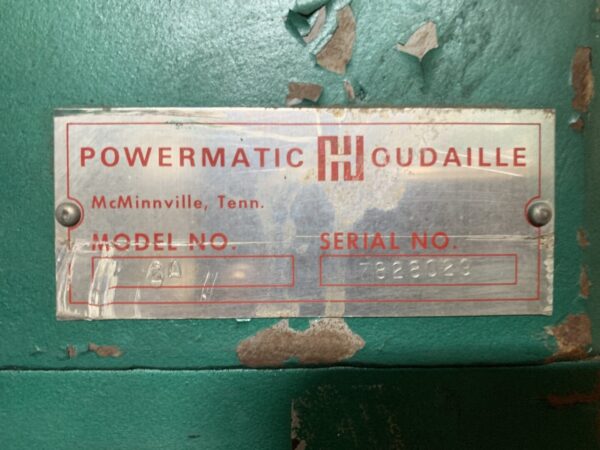 POWERMATIC HOUDAILLE
McMinnville, Tenn.
MODEL NO. SERIAL NO.